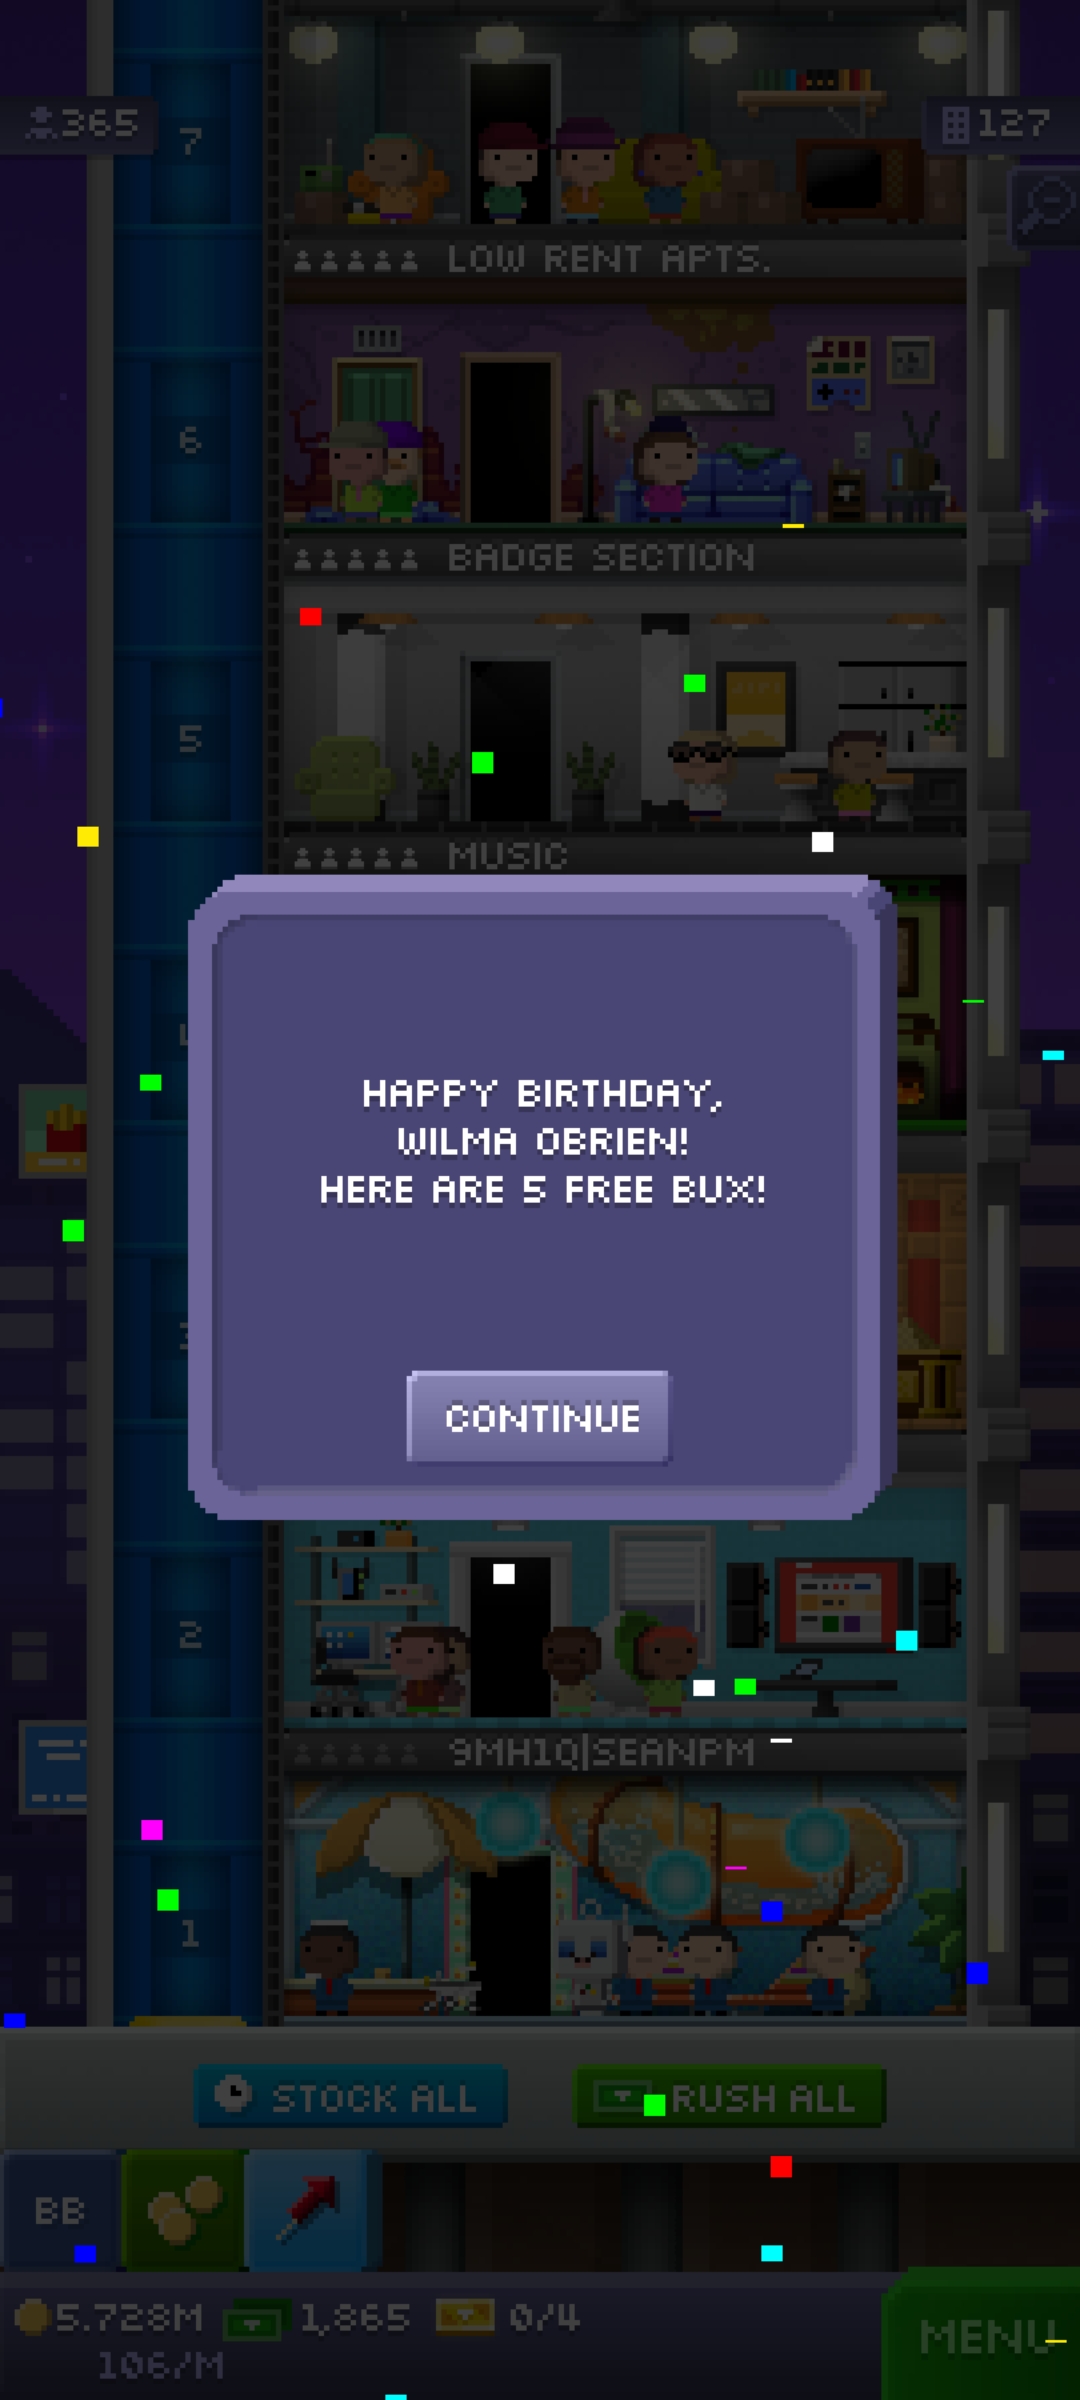 365
127
7
LOW RENT APTS.
6
BADGE SECTION
5
MUSIC
HAPPY BIRTHDAY,
WILMA OBRIEN!
HERE ARE 5 FREE BUX!
CONTINUE
2
9MH1Q|SEANPM
1
STOCK ALL
RUSH ALL
BB
5.728M
1,865
0/4
MENU
106/M